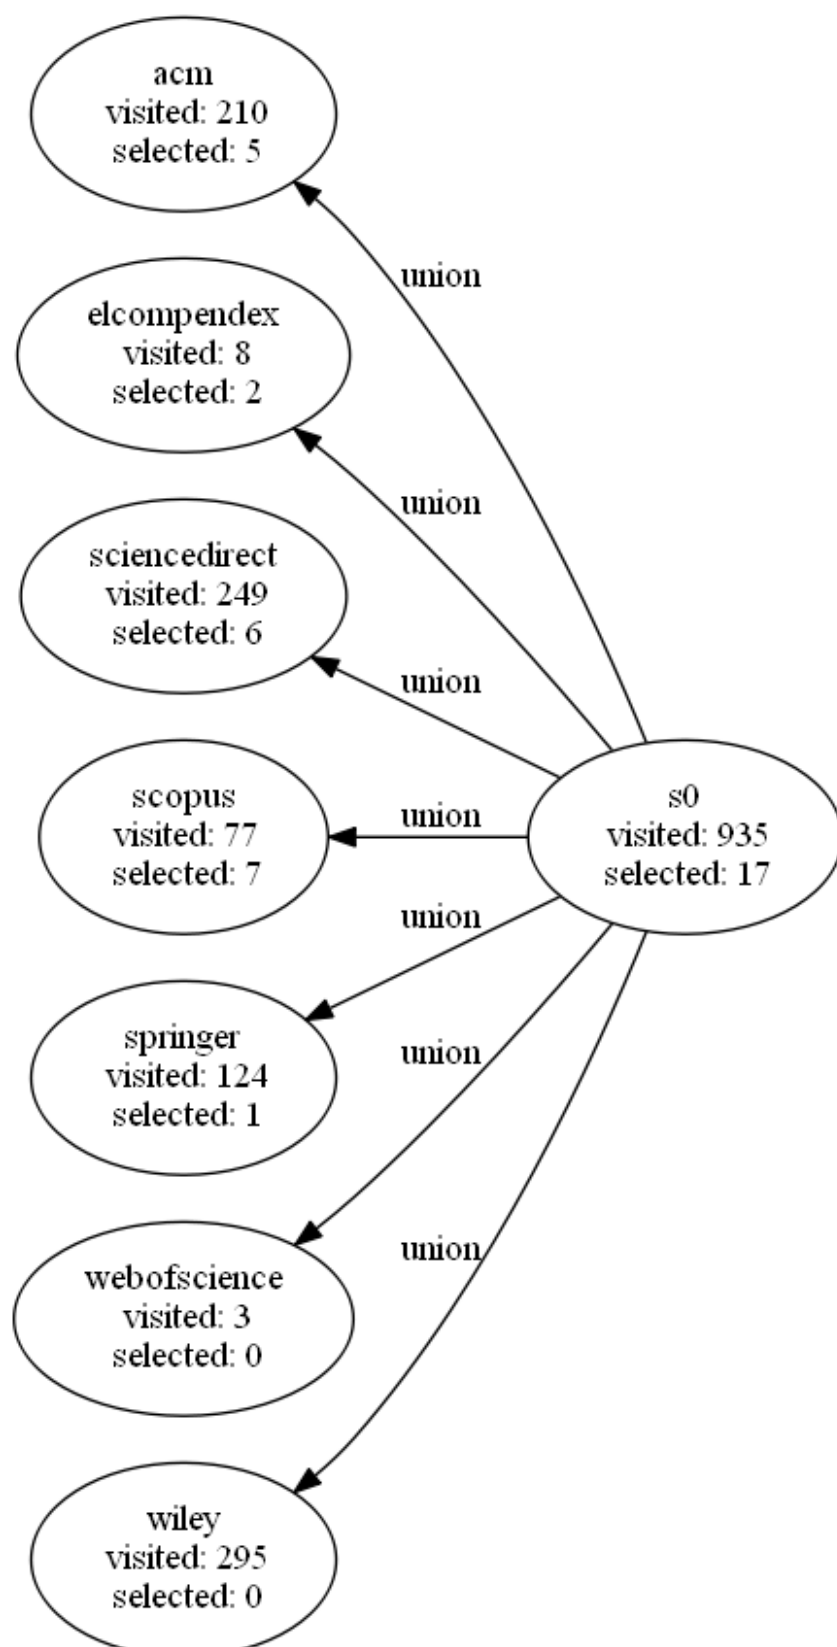 acm
visited: 210
selected: 5
union
elcompendex
visited: 8
selected: 2
union
sciencedirect
visited: 249
selected: 6
union
scopus
visited: 77
selected: 7
union
s0
visited: 935
selected: 17
union
springer
visited: 124
selected: 1
union
webofscience
visited: 3
selected: 0
union
wiley
visited: 295
selected: 0